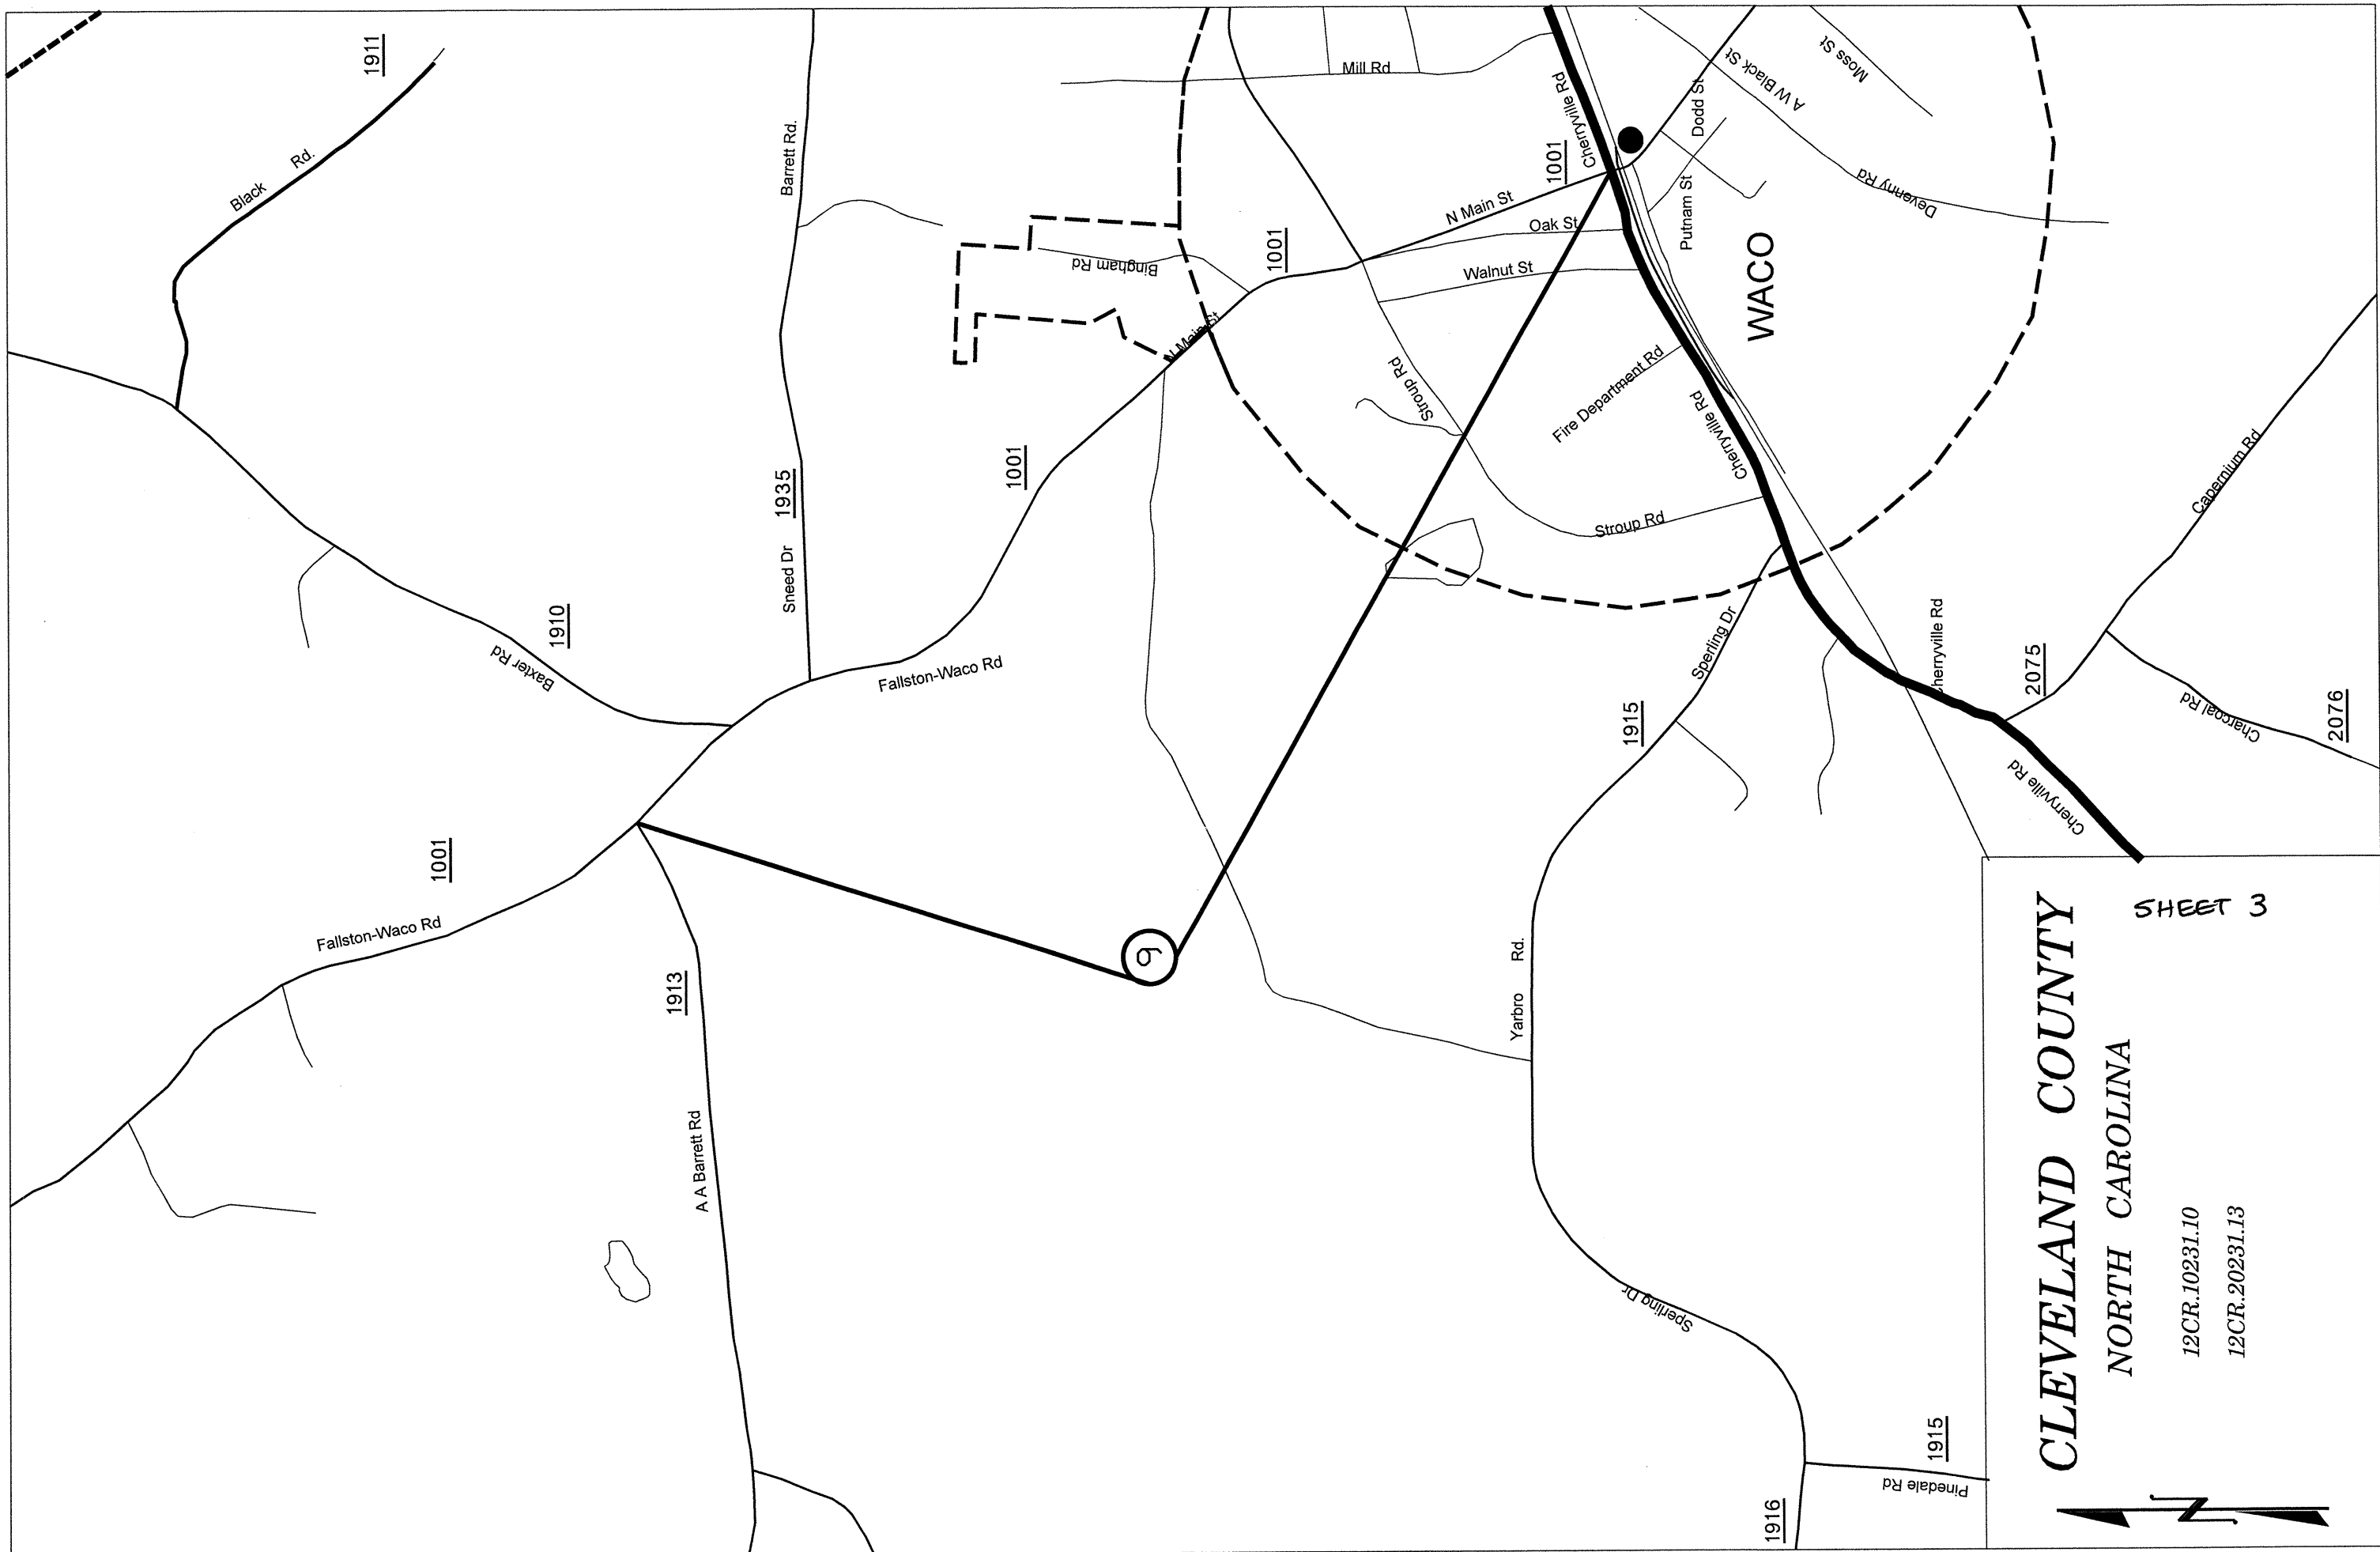 1911
Black Rd.
Barrett Rd.
Mill Rd
Cherryville Rd
1001
Dodd St
A W Black St
Moss St
Devenny Rd
Putnam St
N Main St
Oak St
Walnut St
WACO
1001
Bingham Rd
N Main St
Stroup Rd
Fire Department Rd
Cherryville Rd
1001
1935
Sneed Dr
Stroup Rd
Capernium Rd
1910
Baxter Rd
Fallston-Waco Rd
Sperling Dr
1915
Cherryville Rd
2075
Charcoal Rd
2076
Cherryville Rd
1001
Fallston-Waco Rd
1913
A A Barrett Rd
9
Yarbro Rd.
Sperling Dr
1915
Pinedale Rd
1916
SHEET 3
CLEVELAND COUNTY
NORTH CAROLINA
12CR.10231.10
12CR.20231.13
N